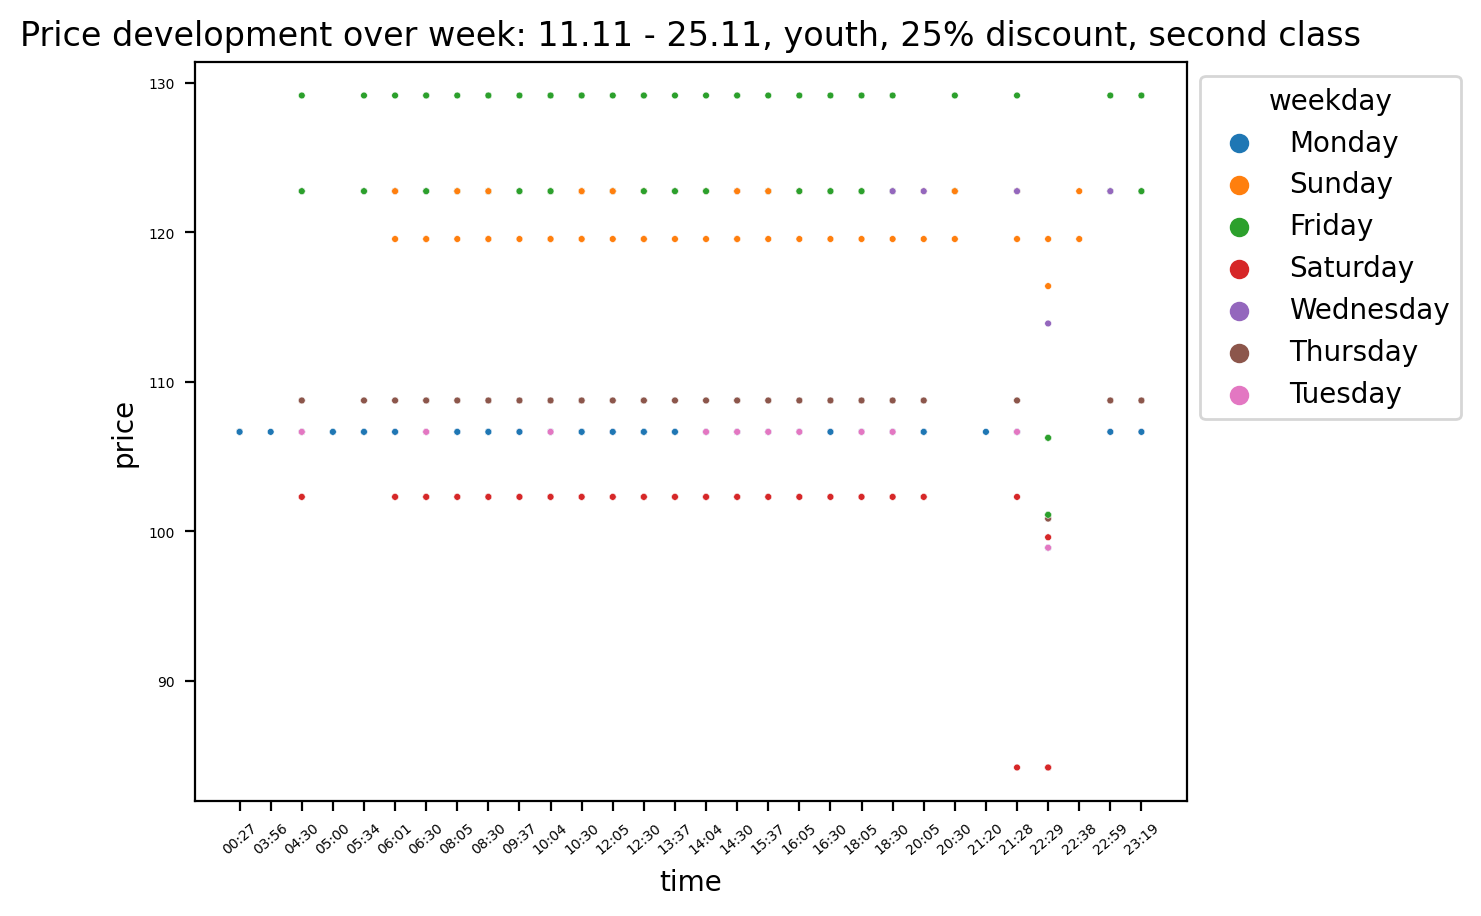 Price development over week: 11.11 - 25.11, youth, 25% discount, second class
130
120
110
100
90
price
00:27 03:56 04:30 05:00 05:34 06:01 06:30 08:05 08:30 09:37 10:04 10:30 12:05 12:30 13:37 14:04 14:30 15:37 16:05 16:30 18:05 18:30 20:05 20:30 21:20 21:28 22:29 22:38 22:59 23:19
time
weekday
Monday
Sunday
Friday
Saturday
Wednesday
Thursday
Tuesday